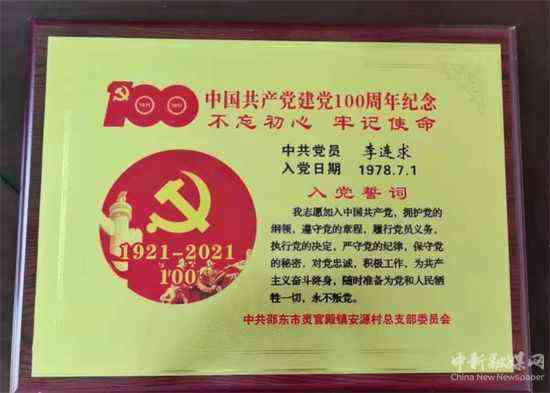 100
1921 2021
中国共产党建党100周年纪念
不忘初心 牢记使命
中共党员 李连求
入党日期 1978.7.1
入党誓词
我志愿加入中国共产党，拥护党的
纲领，遵守党的章程，履行党员义务，
执行党的决定，严守党的纪律，保守党
的秘密，对党忠诚，积极工作，为共产
主义奋斗终身，随时准备为党和人民牺
牲一切，永不叛党。
1921-2021
100
中共邵东市灵官殿镇安源村总支部委员会
中新融媒网
China New Newspaper